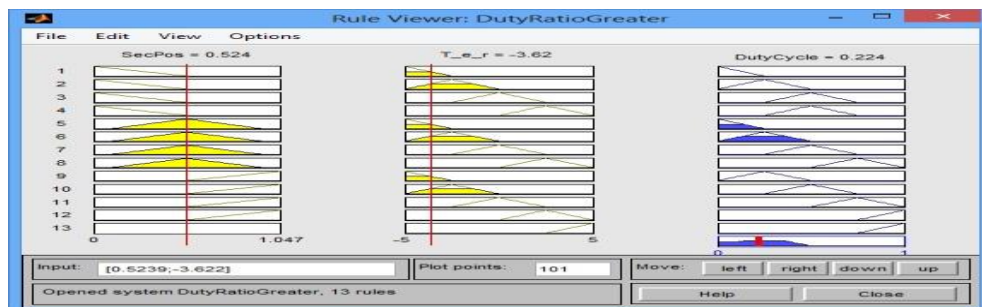 Rule Viewer: DutyRatioGreater
File Edit View Options
SecPos = 0.524
T_e_r = -3.62
DutyCycle = 0.224
1
2
3
4
5
6
7
8
9
10
11
12
13
0 1.047
-5 5
0 1
Input: [0.5239;-3.622]
Plot points: 101
Move: left right down up
Opened system DutyRatioGreater, 13 rules
Help Close